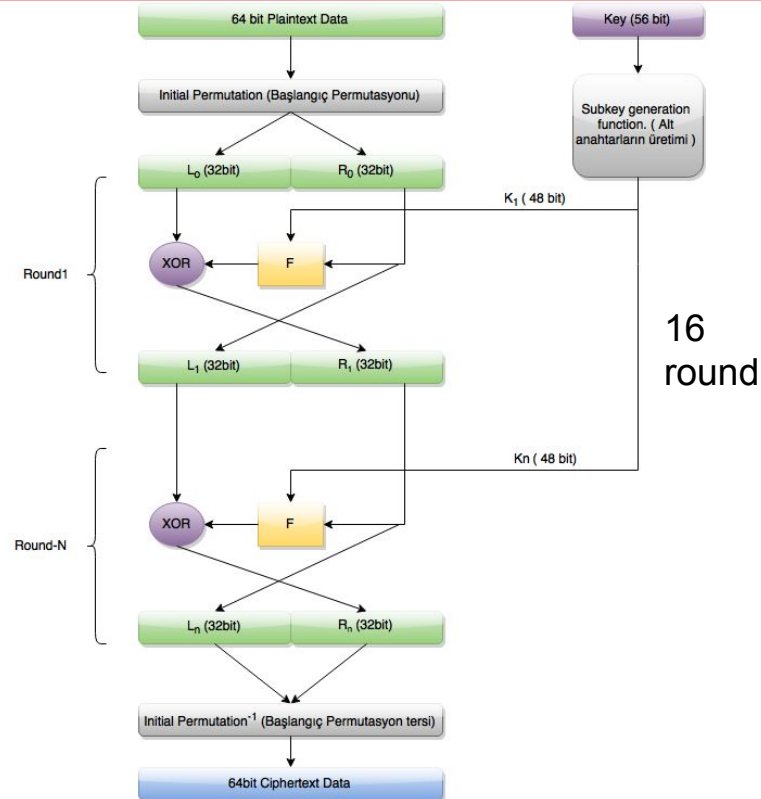 64 bit Plaintext Data
Key (56 bit)
Initial Permutation (Başlangıç Permutasyonu)
Subkey generation
function. ( Alt
anahtarların üretimi )
L₀ (32bit)
R₀ (32bit)
K₁ ( 48 bit)
Round1
XOR
F
16
round
L₁ (32bit)
R₁ (32bit)
Kn ( 48 bit)
Round-N
XOR
F
Lₙ (32bit)
Rₙ (32bit)
Initial Permutation⁻¹ (Başlangıç Permutasyon tersi)
64bit Ciphertext Data